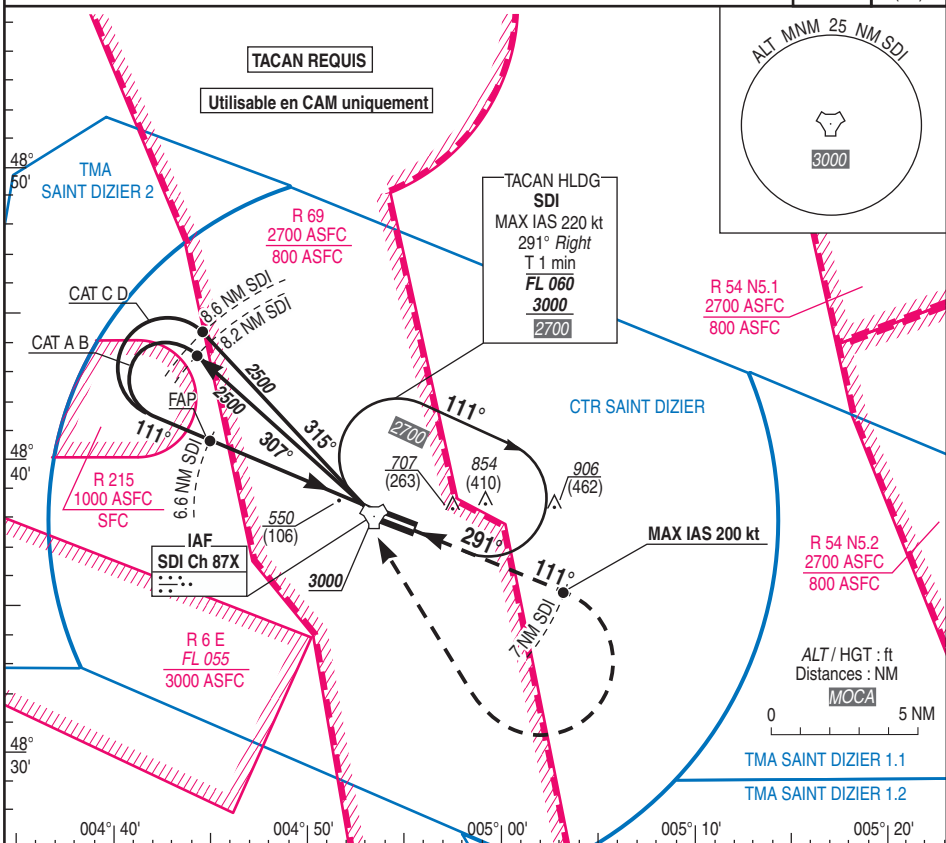 ALT MNM 25 NM SDI
3000
TACAN REQUIS
Utilisable en CAM uniquement
48°
50'
TMA
SAINT DIZIER 2
R 69
2700 ASFC
800 ASFC
TACAN HLDG
SDI
MAX IAS 220 kt
291° Right
T 1 min
FL 060
3000
2700
R 54 N5.1
2700 ASFC
800 ASFC
CAT C D
8.6 NM SDI
8.2 NM SDI
CAT A B
2500
2500
FAP
111°
307°
315°
111°
CTR SAINT DIZIER
2700
48°
40'
707
(263)
854
(410)
906
(462)
R 215
1000 ASFC
SFC
6.6 NM SDI
550
(106)
IAF
SDI Ch 87X
3000
291°
111°
MAX IAS 200 kt
7 NM SDI
R 54 N5.2
2700 ASFC
800 ASFC
R 6 E
FL 055
3000 ASFC
ALT / HGT : ft
Distances : NM
MOCA
0 5 NM
48°
30'
TMA SAINT DIZIER 1.1
TMA SAINT DIZIER 1.2
004° 40' 004° 50' 005° 00' 005° 10' 005° 20'